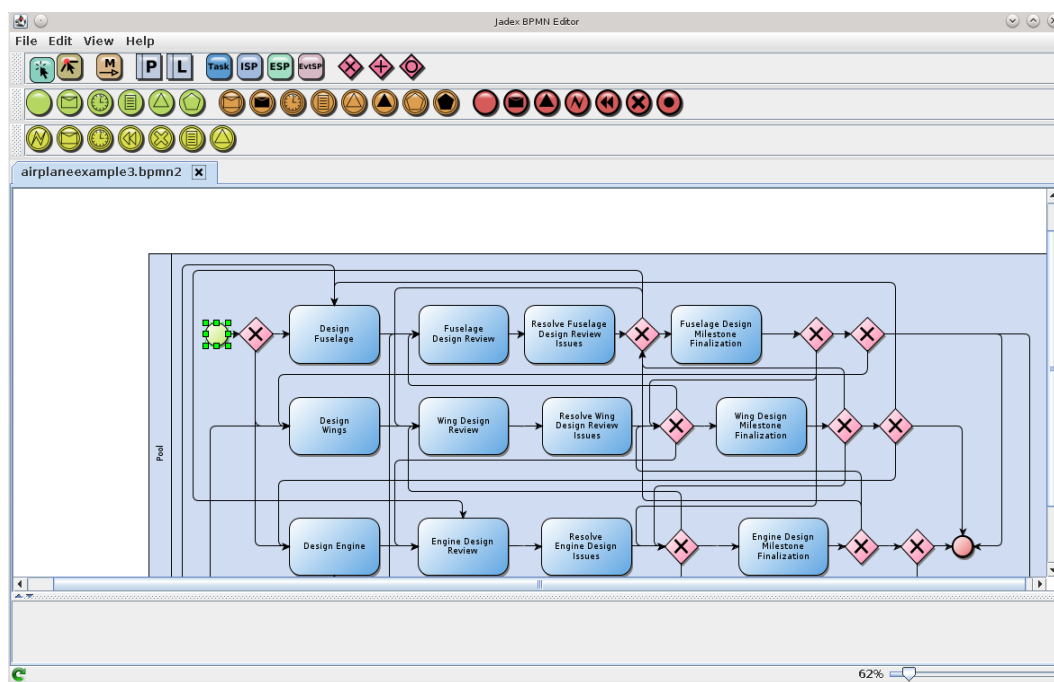 Jadex BPMN Editor
File Edit View Help
M P L Task ISP ESP EvtSP
airplaneexample3.bpmn2
Pool
Design
Fuselage
Fuselage
Design Review
Resolve Fuselage
Design Review
Issues
Fuselage Design
Milestone
Finalization
Design
Wings
Wing Design
Review
Resolve Wing
Design Review
Issues
Wing Design
Milestone
Finalization
Design Engine
Engine Design
Review
Resolve
Engine Design
Issues
Engine Design
Milestone
Finalization
62%